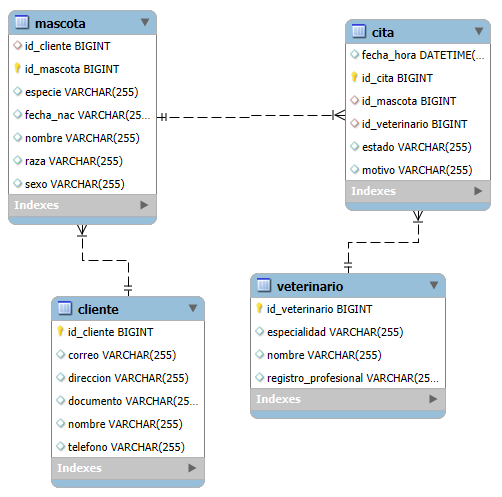 mascota
id_cliente BIGINT
id_mascota BIGINT
especie VARCHAR(255)
fecha_nac VARCHAR(25...
nombre VARCHAR(255)
raza VARCHAR(255)
sexo VARCHAR(255)
Indexes
cita
fecha_hora DATETIME(...
id_cita BIGINT
id_mascota BIGINT
id_veterinario BIGINT
estado VARCHAR(255)
motivo VARCHAR(255)
Indexes
cliente
id_cliente BIGINT
correo VARCHAR(255)
direccion VARCHAR(255)
documento VARCHAR(25...
nombre VARCHAR(255)
telefono VARCHAR(255)
Indexes
veterinario
id_veterinario BIGINT
especialidad VARCHAR(255)
nombre VARCHAR(255)
registro_profesional VARCHAR(25...
Indexes